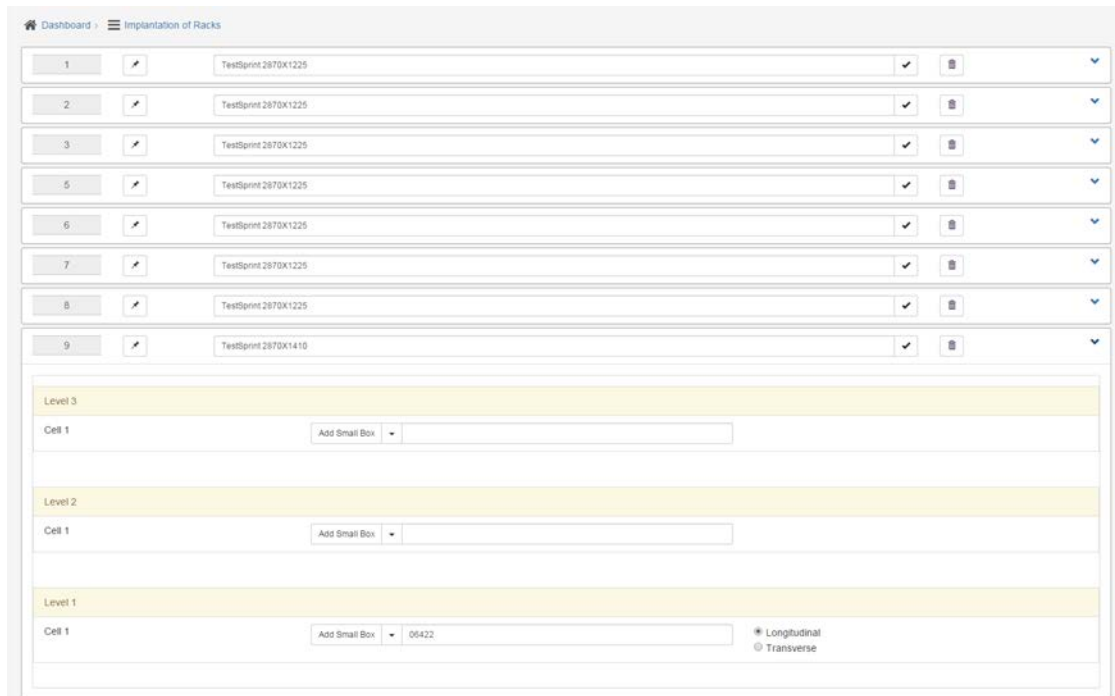 Dashboard › Implantation of Racks
1 TestSprint 2870X1225
2 TestSprint 2870X1225
3 TestSprint 2870X1225
5 TestSprint 2870X1225
6 TestSprint 2870X1225
7 TestSprint 2870X1225
8 TestSprint 2870X1225
9 TestSprint 2870X1410
Level 3
Cell 1 Add Small Box
Level 2
Cell 1 Add Small Box
Level 1
Cell 1 Add Small Box 06422 Longitudinal
Transverse